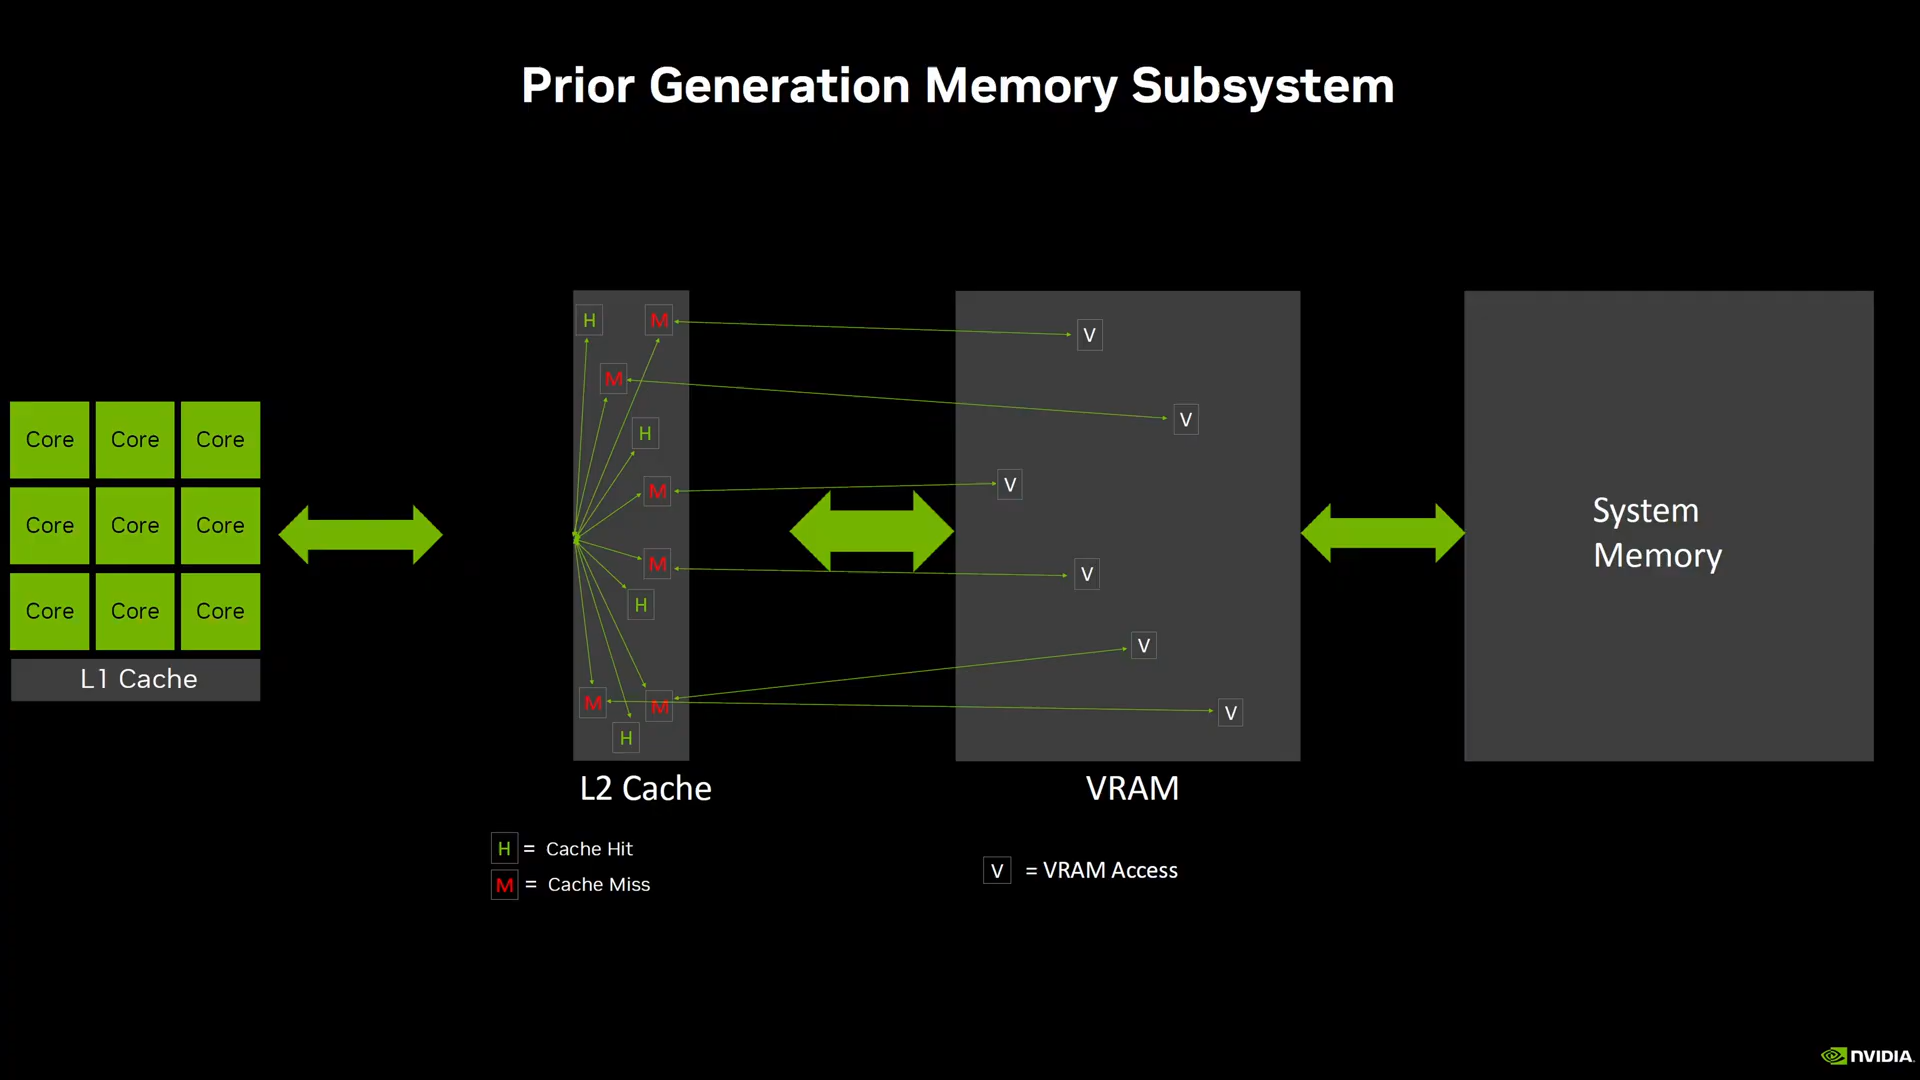 Prior Generation Memory Subsystem
H M
M
H
M
M
H
M M
H
V
V
V
V
V
V
Core Core Core
Core Core Core
Core Core Core
L1 Cache
System
Memory
L2 Cache
VRAM
H = Cache Hit
M = Cache Miss
V = VRAM Access
NVIDIA.